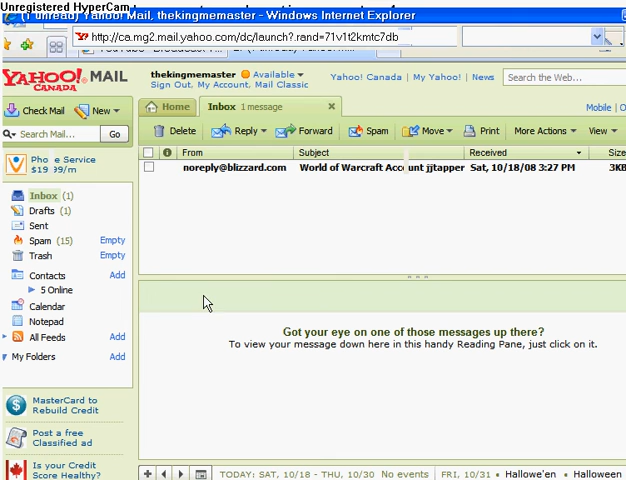 Unregistered HyperCam
(1 unread) Yahoo! Mail, thekingmemaster - Windows Internet Explorer
http://ca.mg2.mail.yahoo.com/dc/launch?.rand=71v1t2kmtc7db
YAHOO! MAIL
CANADA
thekingmemaster Available
Sign Out, My Account, Mail Classic
Yahoo! Canada | My Yahoo! | News
Search the Web...
Check Mail New
Home
Inbox 1 message
Mobile
Search Mail... Go
Delete Reply Forward Spam Move Print More Actions View
From Subject Received Size
noreply@blizzard.com World of Warcraft Account jjtapper Sat, 10/18/08 3:27 PM 3KB
Phone Service
Inbox (1)
Drafts (1)
Sent
Spam (15) Empty
Trash Empty
Contacts Add
5 Online
Calendar
Notepad
All Feeds Add
My Folders Add
Got your eye on one of those messages up there?
To view your message down here in this handy Reading Pane, just click on it.
MasterCard to
Rebuild Credit
Post a free
Classified ad
Is your Credit
Score Healthy?
TODAY: SAT, 10/18 - THU, 10/30 No events FRI, 10/31 Hallowe'en Halloween